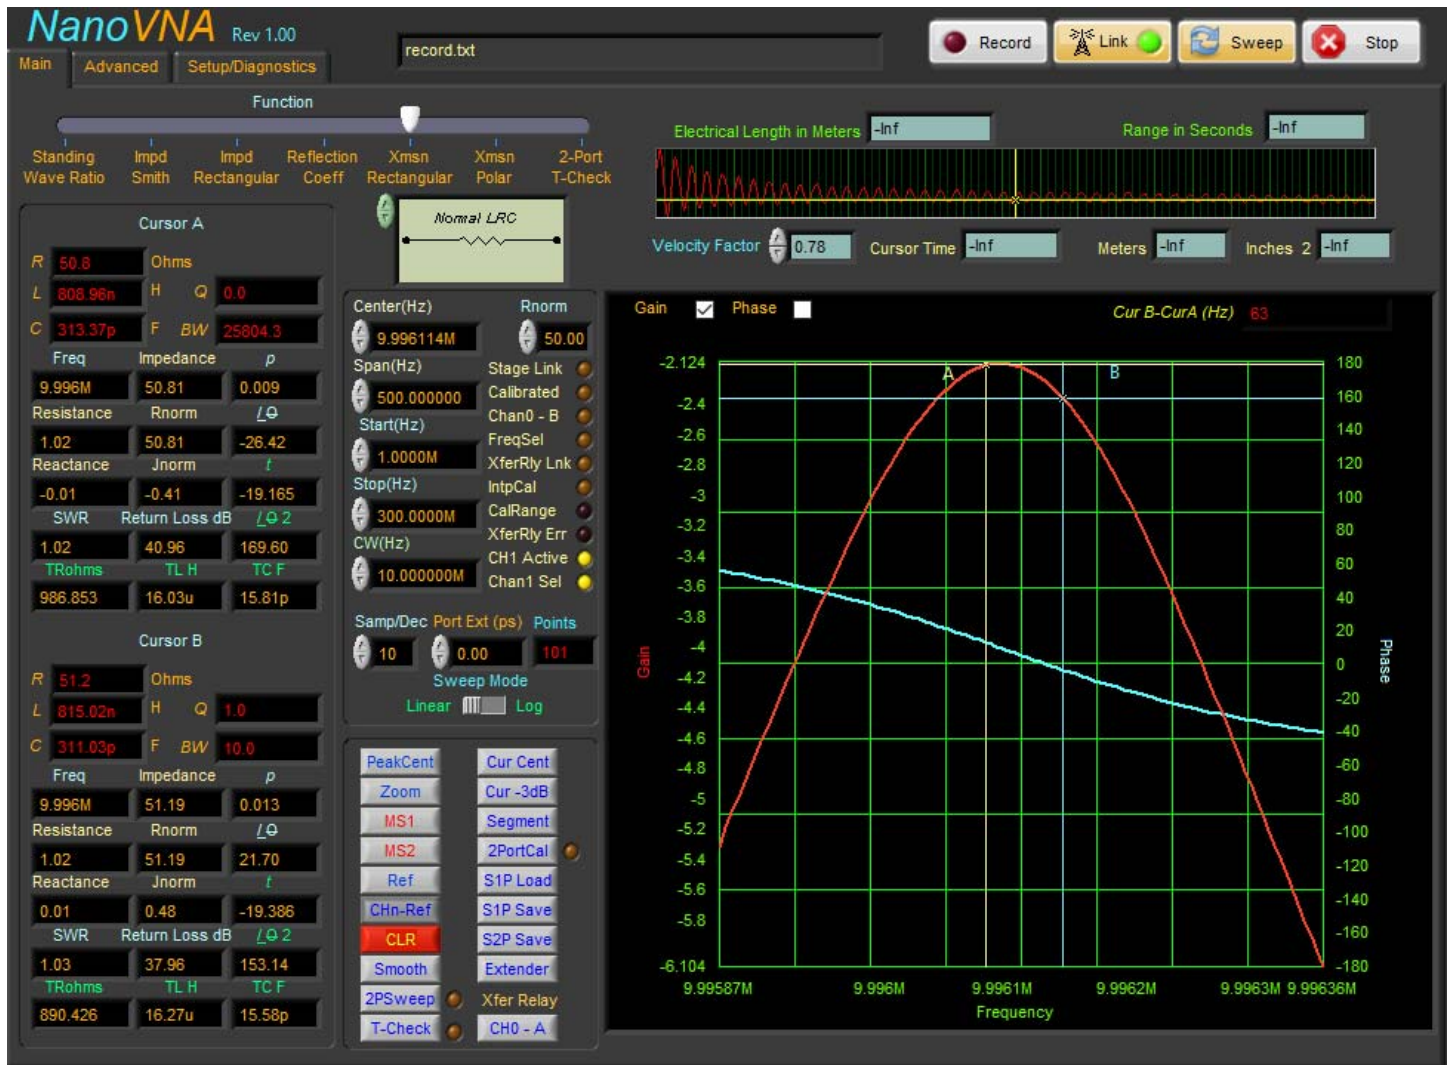 NanoVNA Rev 1.00
record.txt
Record
Link
Sweep
Stop
Main
Advanced
Setup/Diagnostics
Function
Standing Wave Ratio
Impd Smith
Impd Rectangular
Reflection Coeff
Xmsn Rectangular
Xmsn Polar
2-Port T-Check
Electrical Length in Meters -Inf
Range in Seconds -Inf
Velocity Factor 0.78
Cursor Time -Inf
Meters -Inf
Inches 2 -Inf
Normal LRC
Cursor A
R 50.8 Ohms
L 808.96n H Q 0.0
C 313.37p F BW 25804.3
Freq Impedance p
9.996M 50.81 0.009
Resistance Rnorm /θ
1.02 50.81 -26.42
Reactance Jnorm t
-0.01 -0.41 -19.165
SWR Return Loss dB /θ 2
1.02 40.96 169.60
TRohms TL H TC F
986.853 16.03u 15.81p
Cursor B
R 51.2 Ohms
L 815.02n H Q 1.0
C 311.03p F BW 10.0
Freq Impedance p
9.996M 51.19 0.013
Resistance Rnorm /θ
1.02 51.19 21.70
Reactance Jnorm t
0.01 0.48 -19.386
SWR Return Loss dB /θ 2
1.03 37.96 153.14
TRohms TL H TC F
890.426 16.27u 15.58p
Center(Hz) Rnorm
9.996114M 50.00
Span(Hz)
500.000000
Start(Hz)
1.0000M
Stop(Hz)
300.0000M
CW(Hz)
10.000000M
Stage Link
Calibrated
Chan0 - B
FreqSel
XferRly Lnk
IntpCal
CalRange
XferRly Err
CH1 Active
Chan1 Sel
Samp/Dec Port Ext (ps) Points
10 0.00 101
Sweep Mode
Linear Log
PeakCent Cur Cent
Zoom Cur -3dB
MS1 Segment
MS2 2PortCal
Ref S1P Load
CHn-Ref S1P Save
CLR S2P Save
Smooth Extender
2PSweep Xfer Relay
T-Check CH0 - A
Gain Phase
Cur B-CurA (Hz) 63
A
B
-2.124
-2.4
-2.6
-2.8
-3
-3.2
-3.4
-3.6
-3.8
-4
-4.2
-4.4
-4.6
-4.8
-5
-5.2
-5.4
-5.6
-5.8
-6.104
Gain
180
160
140
120
100
80
60
40
20
0
-20
-40
-60
-80
-100
-120
-140
-160
-180
Phase
9.99587M 9.996M 9.9961M 9.9962M 9.9963M 9.99636M
Frequency